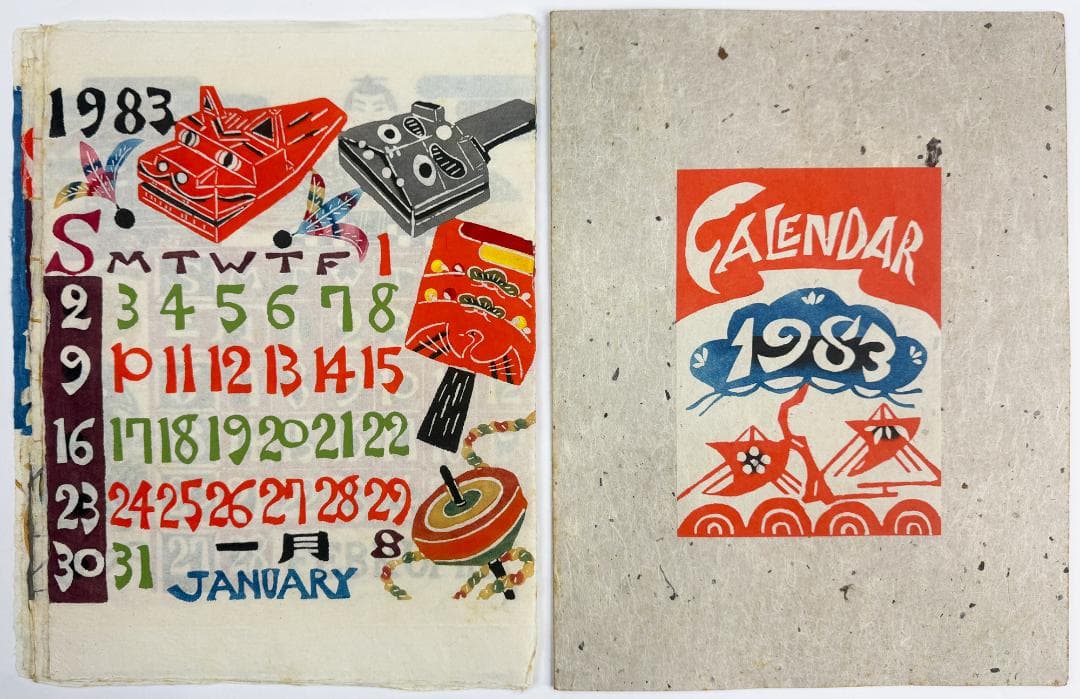 1983
S M T W T F 1
2 3 4 5 6 7 8
9 10 11 12 13 14 15
16 17 18 19 20 21 22
23 24 25 26 27 28 29
30 31 一月 8
JANUARY
CALENDAR
1983